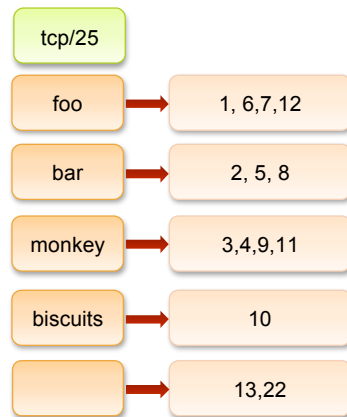 tcp/25
foo
1, 6,7,12
bar
2, 5, 8
monkey
3,4,9,11
biscuits
10
13,22